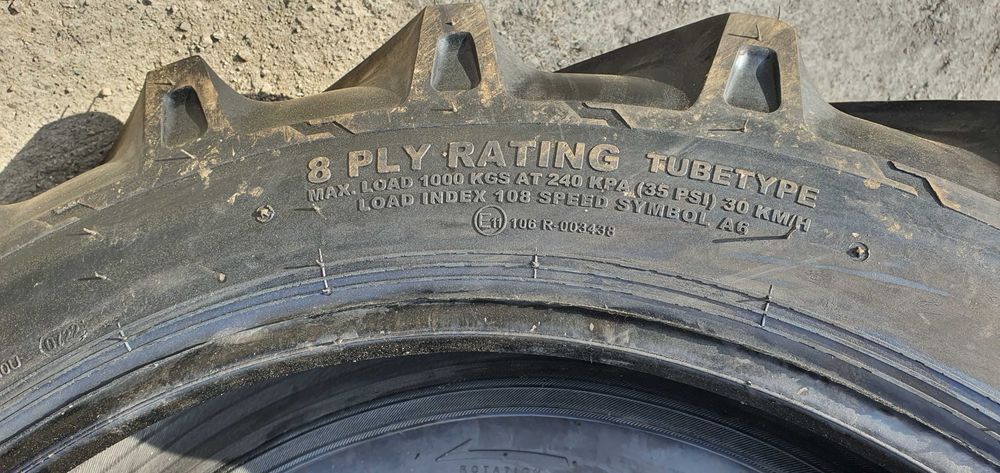 8 PLY RATING TUBETYPE
MAX. LOAD 1000 KGS AT 240 KPA (35 PSI) 30 KM/H
LOAD INDEX 108 SPEED SYMBOL A6
E11 106 R-003438
0722